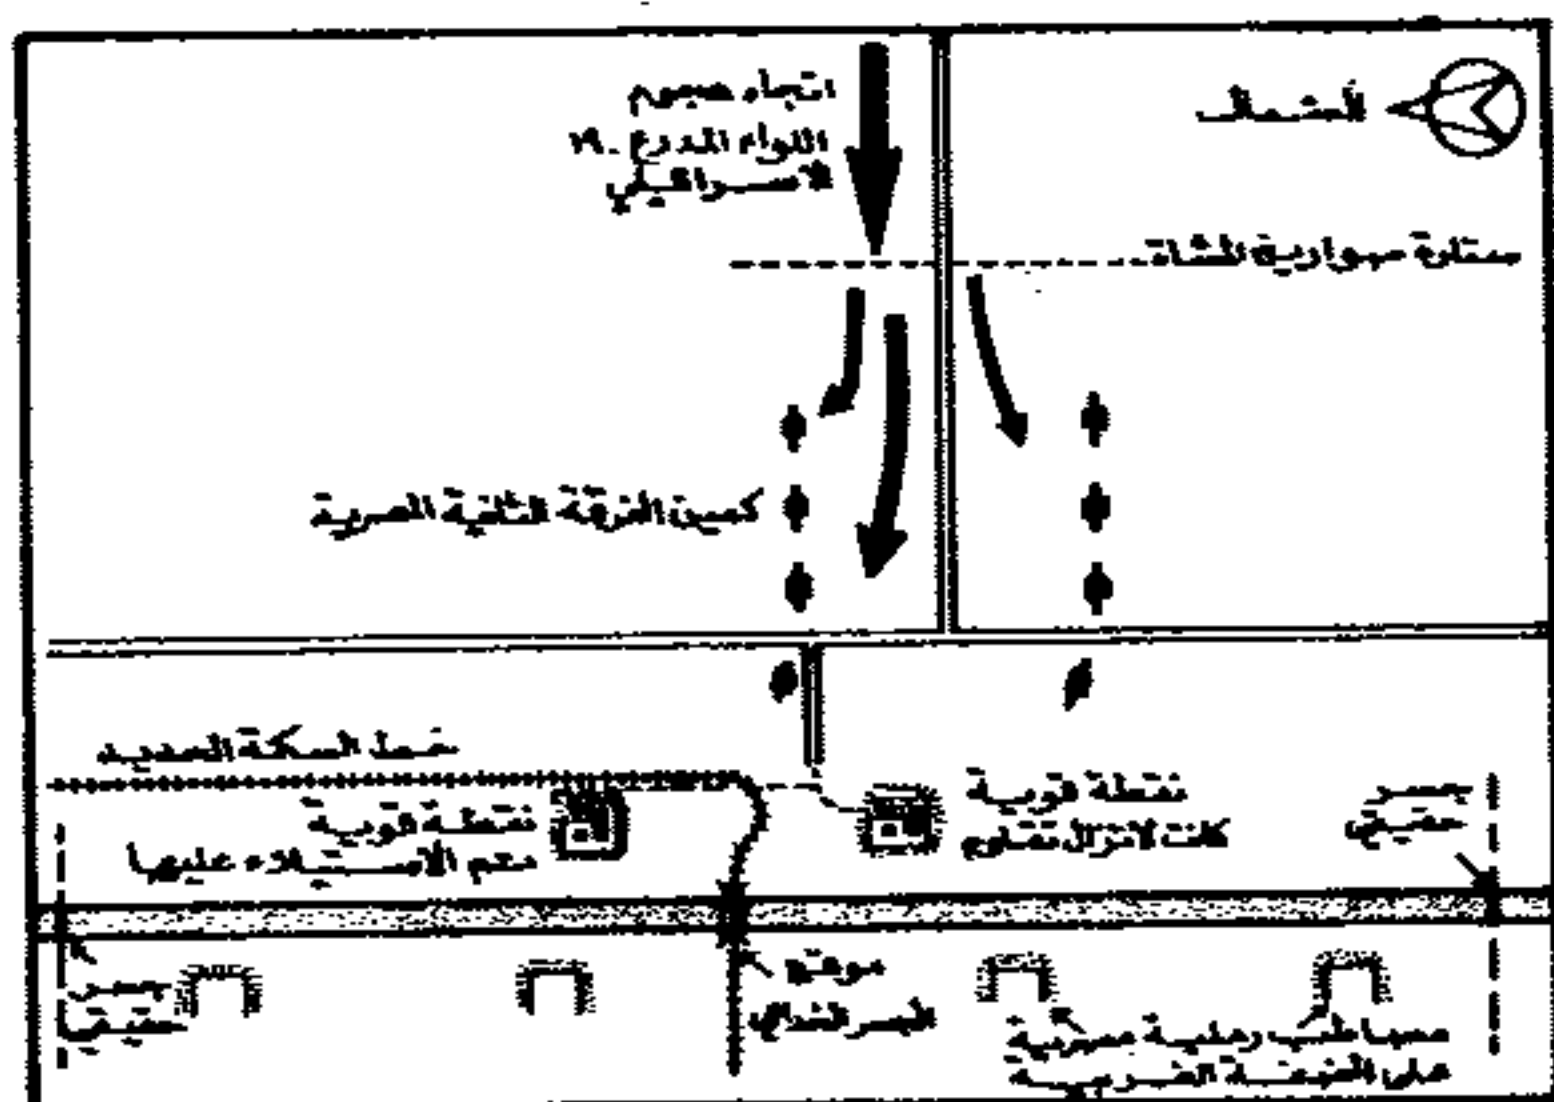 الشمال
اتجاه هجوم
اللواء المدرع ١٩٠
الاسرائيلي
ستارة صواريخ المشاة
كمين الفرقة الثانية المصرية
خط السكة الحديد
نقطة قوية
تم الاستيلاء عليها
نقطة قوية
كانت لاتزال تقاوم
جسر
حقيقي
جسر
حقيقي
موقع
الجسر الخداعي
مصاطب رملية مصرية
على الضفة الغربية